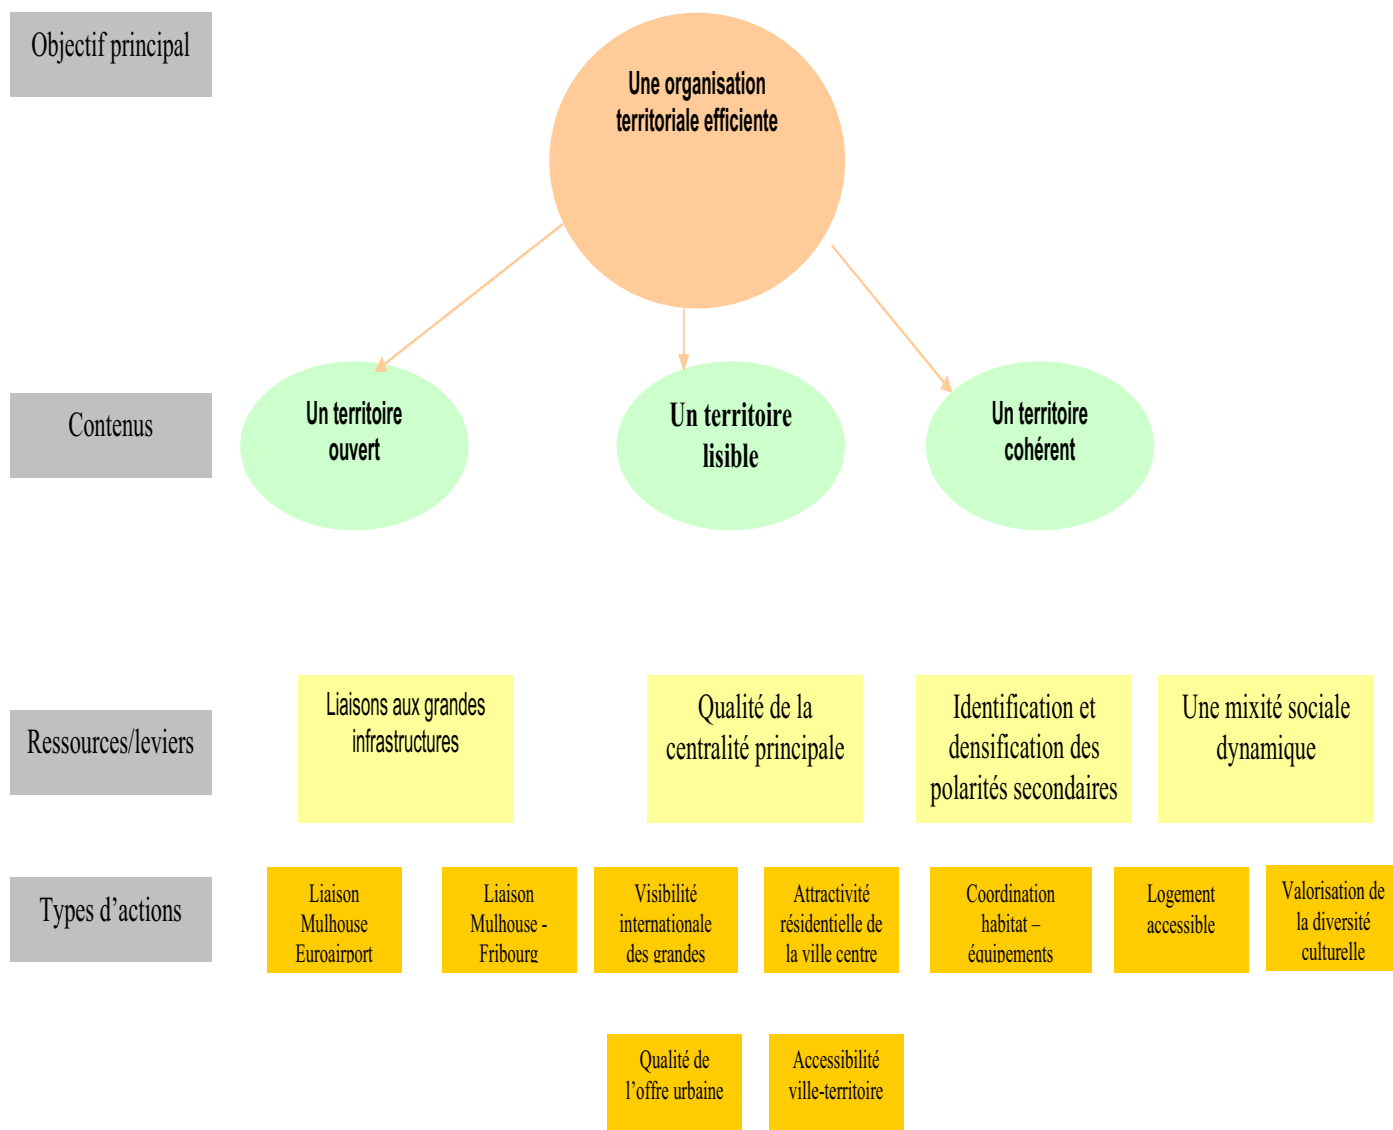 Objectif principal
Une organisation
territoriale efficiente
Contenus
Un territoire
ouvert
Un territoire
lisible
Un territoire
cohérent
Ressources/leviers
Liaisons aux grandes
infrastructures
Qualité de la
centralité principale
Identification et
densification des
polarités secondaires
Une mixité sociale
dynamique
Types d’actions
Liaison
Mulhouse
Euroairport
Liaison
Mulhouse -
Fribourg
Visibilité
internationale
des grandes
Attractivité
résidentielle de
la ville centre
Coordination
habitat –
équipements
Logement
accessible
Valorisation de
la diversité
culturelle
Qualité de
l’offre urbaine
Accessibilité
ville-territoire